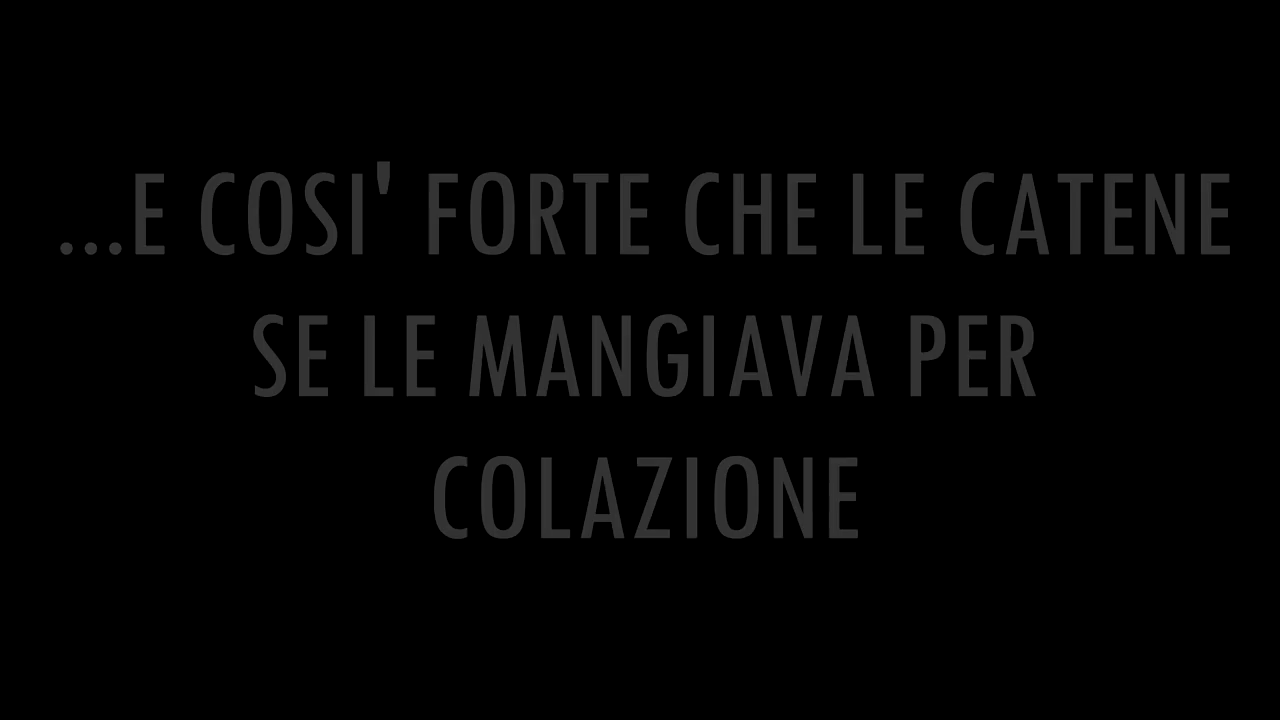 ...E COSI' FORTE CHE LE CATENE
SE LE MANGIAVA PER
COLAZIONE